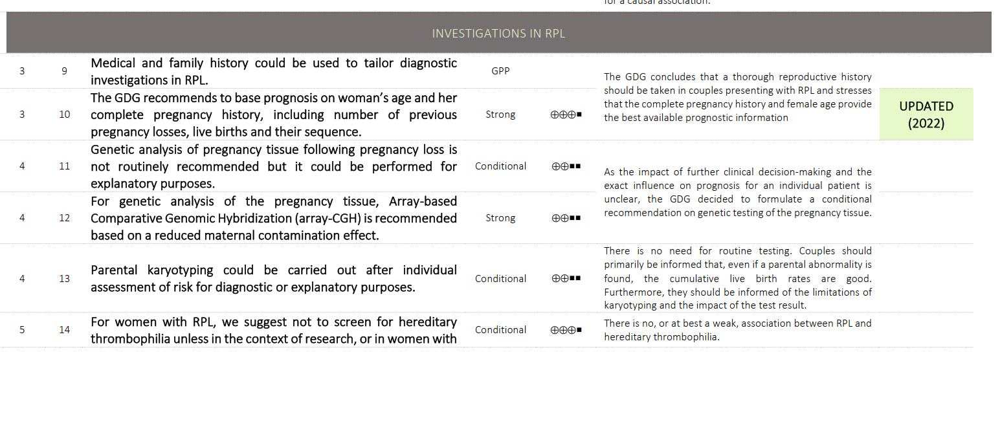 for a causal association.
INVESTIGATIONS IN RPL
3 9 Medical and family history could be used to tailor diagnostic
investigations in RPL.
GPP
The GDG concludes that a thorough reproductive history
should be taken in couples presenting with RPL and stresses
that the complete pregnancy history and female age provide
the best available prognostic information
3 10 The GDG recommends to base prognosis on woman’s age and her
complete pregnancy history, including number of previous
pregnancy losses, live births and their sequence.
Strong ⊕⊕⊕■
UPDATED
(2022)
4 11 Genetic analysis of pregnancy tissue following pregnancy loss is
not routinely recommended but it could be performed for
explanatory purposes.
Conditional ⊕⊕■■
As the impact of further clinical decision-making and the
exact influence on prognosis for an individual patient is
unclear, the GDG decided to formulate a conditional
recommendation on genetic testing of the pregnancy tissue.
4 12 For genetic analysis of the pregnancy tissue, Array-based
Comparative Genomic Hybridization (array-CGH) is recommended
based on a reduced maternal contamination effect.
Strong ⊕⊕■■
4 13 Parental karyotyping could be carried out after individual
assessment of risk for diagnostic or explanatory purposes.
Conditional ⊕⊕■■
There is no need for routine testing. Couples should
primarily be informed that, even if a parental abnormality is
found, the cumulative live birth rates are good.
Furthermore, they should be informed of the limitations of
karyotyping and the impact of the test result.
5 14 For women with RPL, we suggest not to screen for hereditary
thrombophilia unless in the context of research, or in women with
Conditional ⊕⊕⊕■
There is no, or at best a weak, association between RPL and
hereditary thrombophilia.